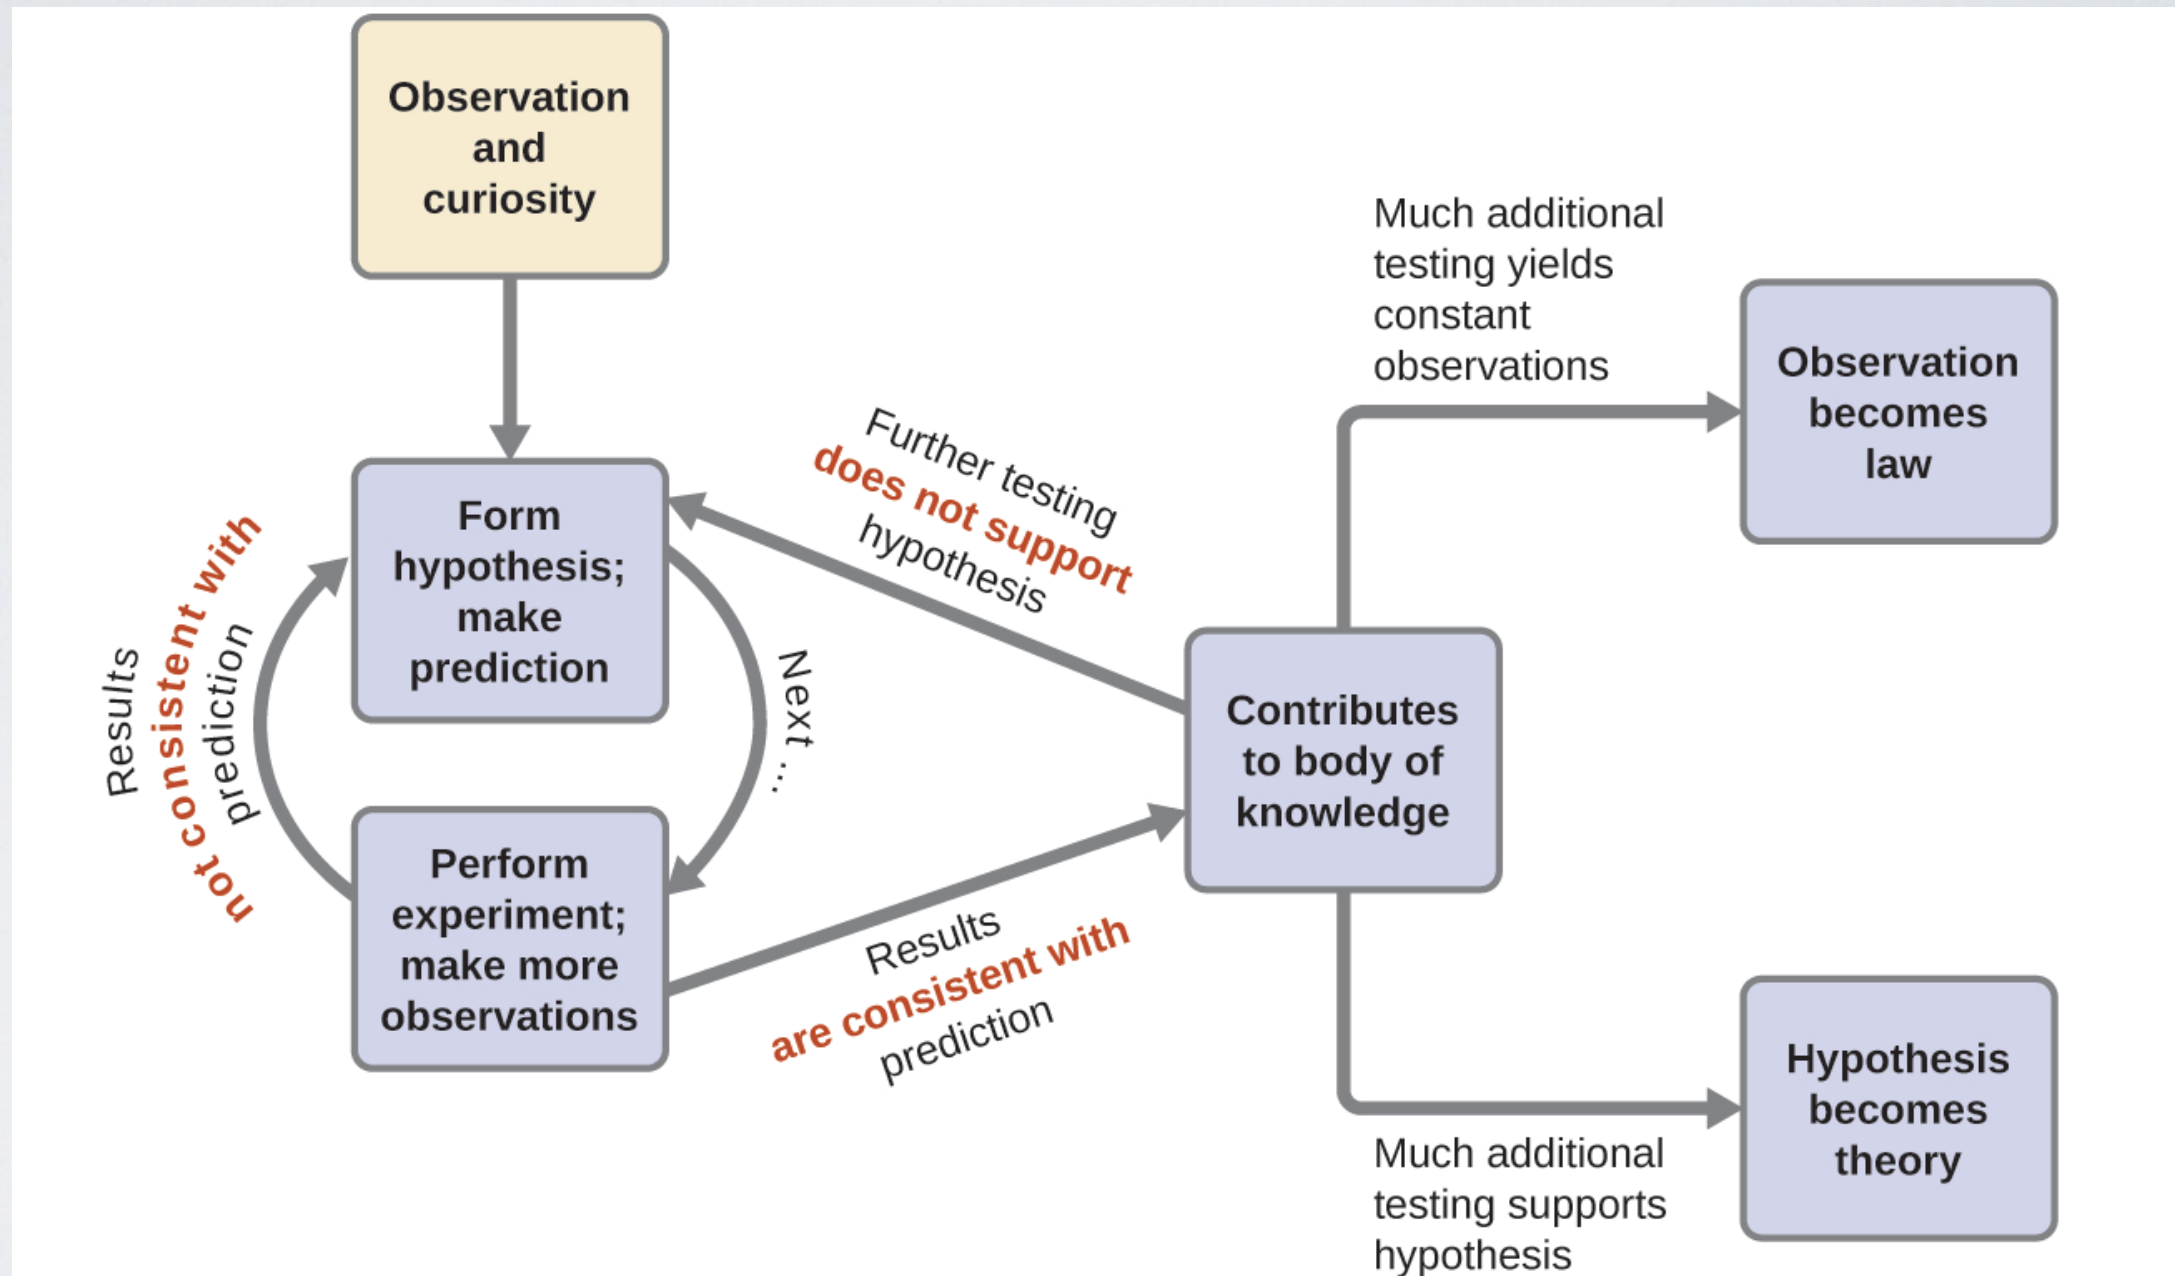 Observation
and
curiosity
Form
hypothesis;
make
prediction
Results
not consistent with
prediction
Next ...
Perform
experiment;
make more
observations
Further testing
does not support
hypothesis
Results
are consistent with
prediction
Contributes
to body of
knowledge
Much additional
testing yields
constant
observations
Observation
becomes
law
Much additional
testing supports
hypothesis
Hypothesis
becomes
theory